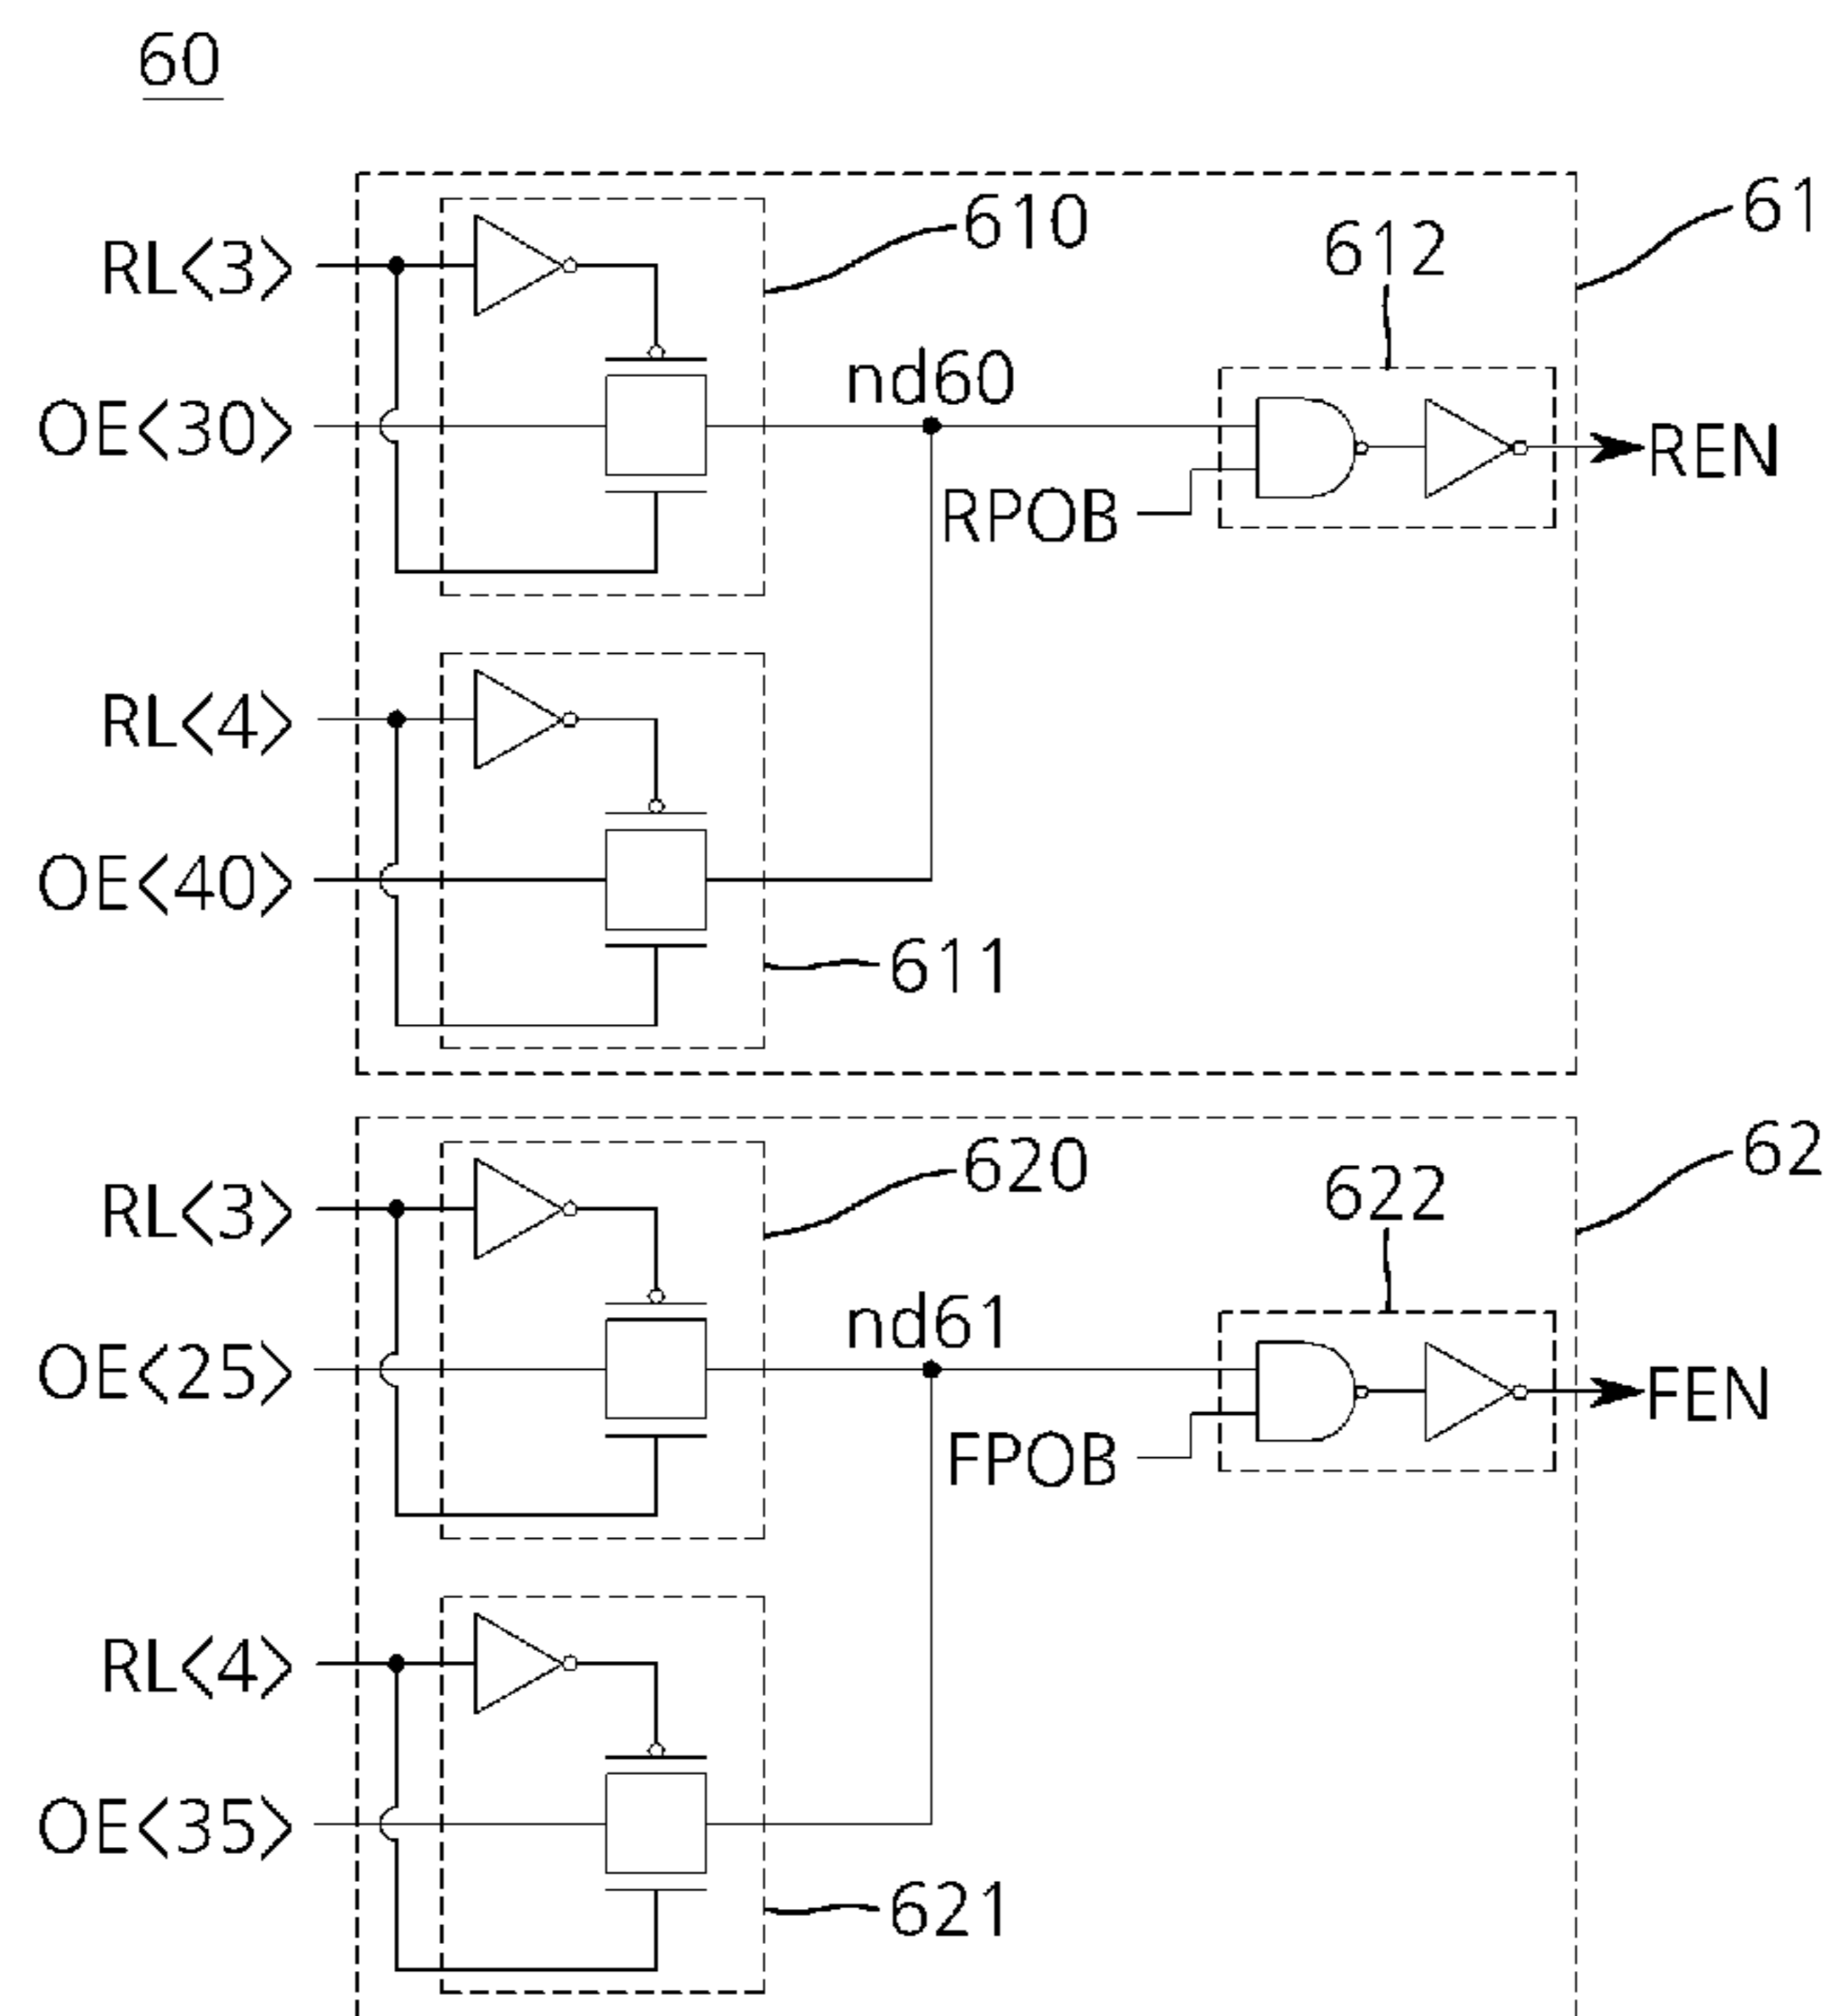 60
61
610
612
RL<3>
OE<30>
nd60
RPOB
REN
RL<4>
OE<40>
611
62
620
622
RL<3>
OE<25>
nd61
FPOB
FEN
RL<4>
OE<35>
621